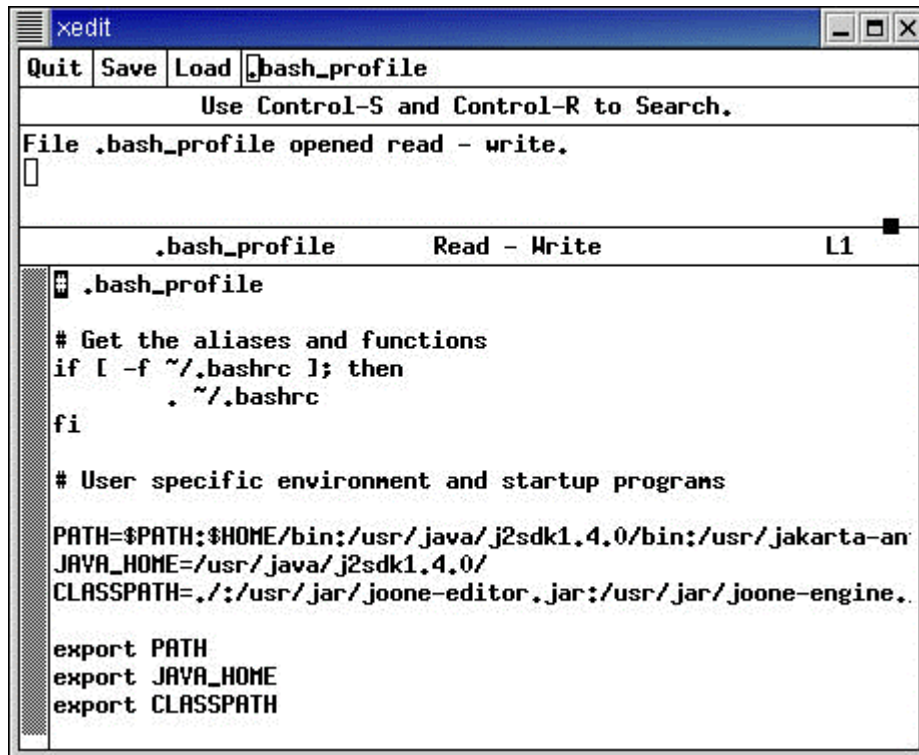 xedit
Quit Save Load .bash_profile
Use Control-S and Control-R to Search.
File .bash_profile opened read - write.
.bash_profile Read - Write L1
# .bash_profile
# Get the aliases and functions
if [ -f ~/.bashrc ]; then
. ~/.bashrc
fi
# User specific environment and startup programs
PATH=$PATH:$HOME/bin:/usr/java/j2sdk1.4.0/bin:/usr/jakarta-an
JAVA_HOME=/usr/java/j2sdk1.4.0/
CLASSPATH=./:/usr/jar/joone-editor.jar:/usr/jar/joone-engine.
export PATH
export JAVA_HOME
export CLASSPATH